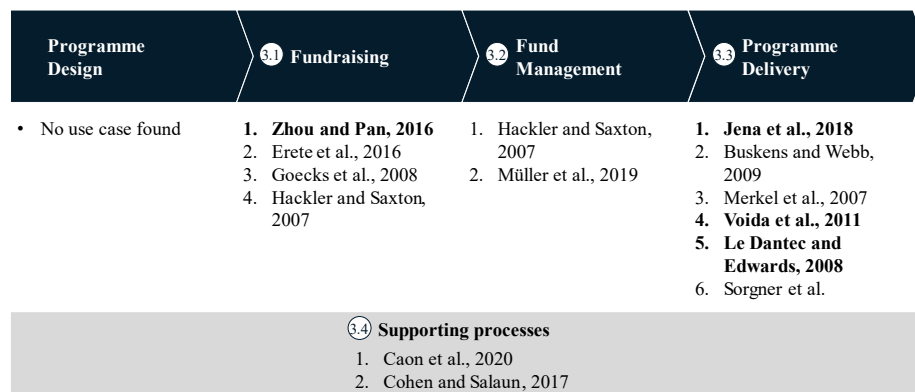 Programme
Design
3.1 Fundraising
3.2 Fund
Management
3.3 Programme
Delivery
• No use case found
1. Zhou and Pan, 2016
2. Erete et al., 2016
3. Goecks et al., 2008
4. Hackler and Saxton,
2007
1. Hackler and Saxton,
2007
2. Müller et al., 2019
1. Jena et al., 2018
2. Buskens and Webb,
2009
3. Merkel et al., 2007
4. Voida et al., 2011
5. Le Dantec and
Edwards, 2008
6. Sorgner et al.
3.4 Supporting processes
1. Caon et al., 2020
2. Cohen and Salaun, 2017